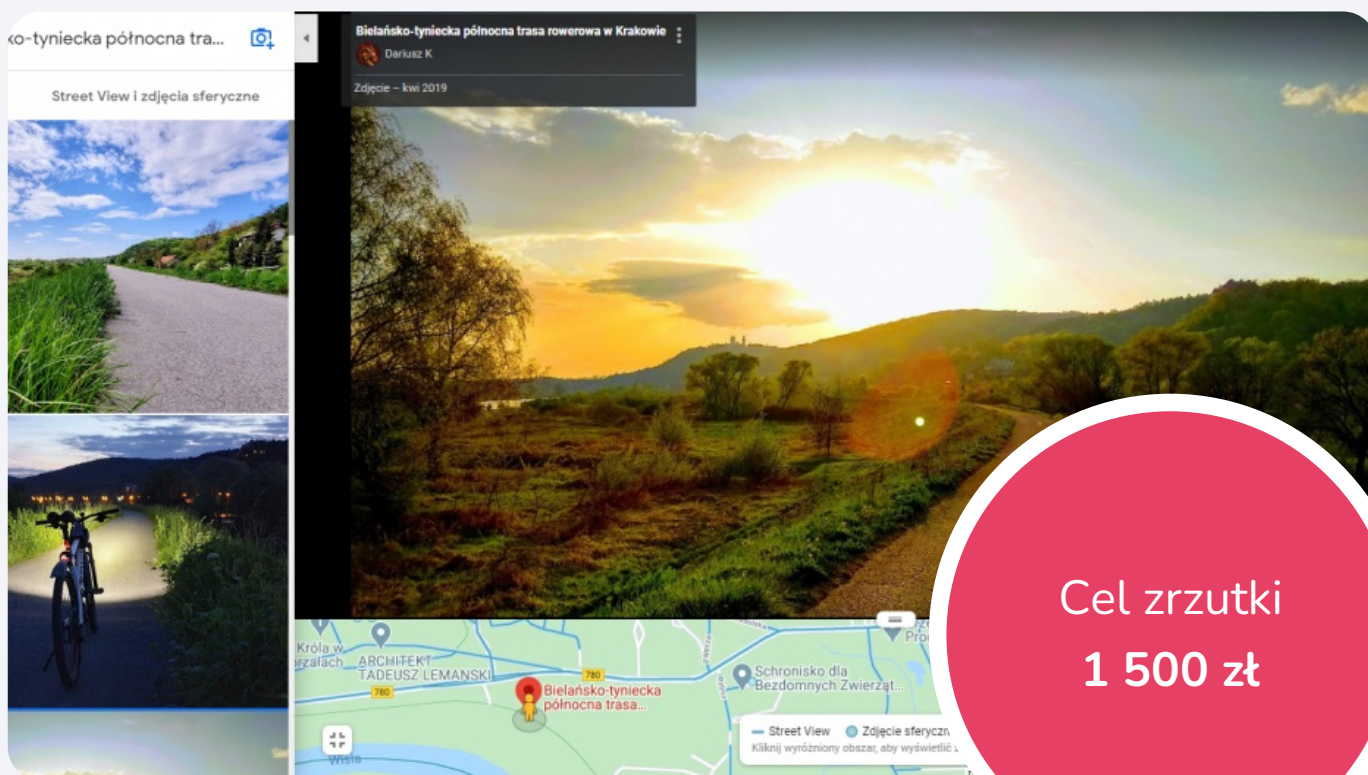 ko-tyniecka północna tra...
Street View i zdjęcia sferyczne
Bielańsko-tyniecka północna trasa rowerowa w Krakowie
Dariusz K
Zdjęcie – kwi 2019
Króla w
ARCHITEKT
TADEUSZ LEMANSKI
780
780
Bielańsko-tyniecka
północna trasa...
Schronisko dla
Bezdomnych Zwierząt...
Wisła
Street View
Zdjęcie sferyczn
Kliknij wyróżniony obszar, aby wyświetlić
Cel zrzutki
1 500 zł